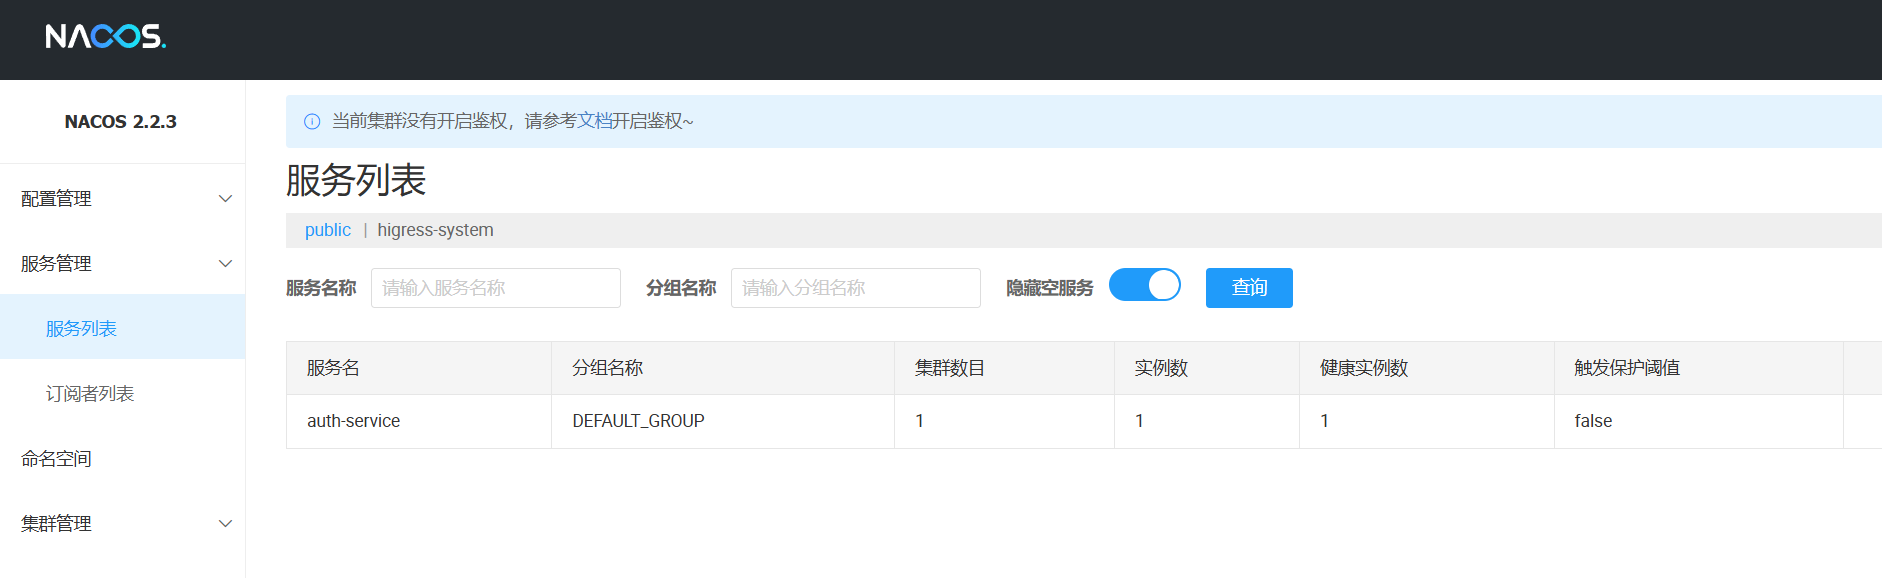 NACOS.
NACOS 2.2.3
配置管理
服务管理
服务列表
订阅者列表
命名空间
集群管理
当前集群没有开启鉴权，请参考文档开启鉴权~
服务列表
public | higress-system
服务名称 请输入服务名称 分组名称 请输入分组名称 隐藏空服务 查询
服务名 分组名称 集群数目 实例数 健康实例数 触发保护阈值
auth-service DEFAULT_GROUP 1 1 1 false